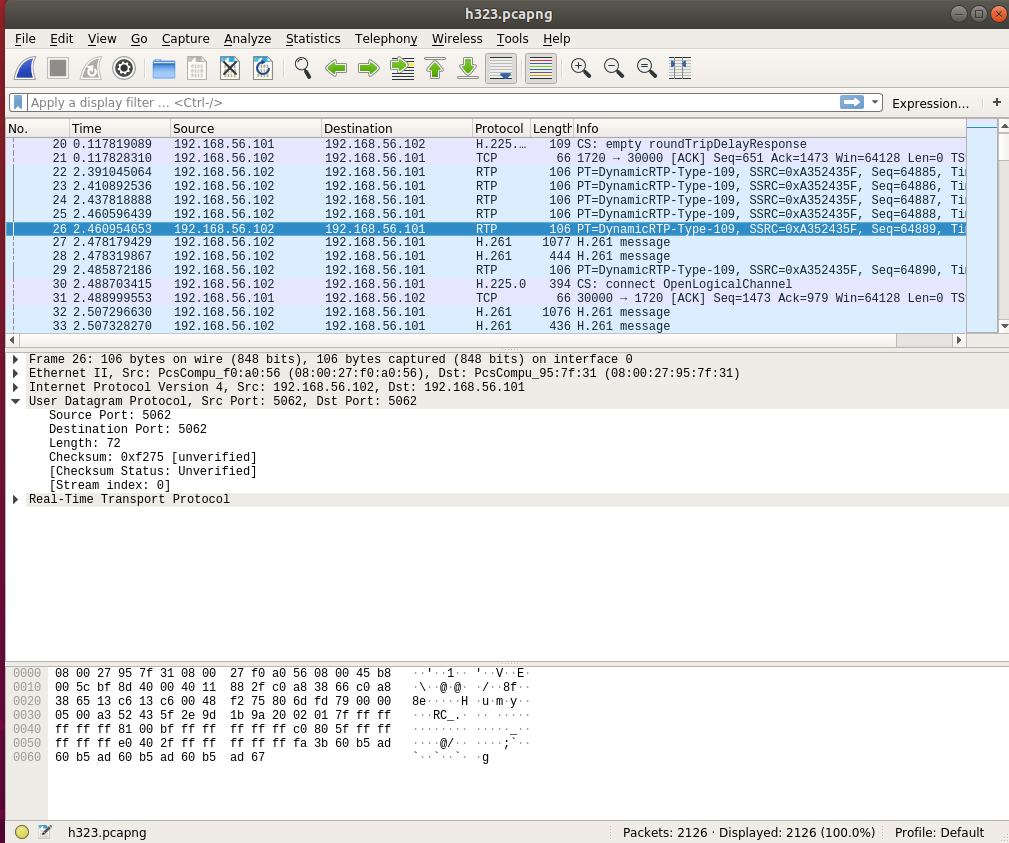 h323.pcapng
File Edit View Go Capture Analyze Statistics Telephony Wireless Tools Help
Apply a display filter ... <Ctrl-/> Expression... +
No. Time Source Destination Protocol Length Info
20 0.117819089 192.168.56.101 192.168.56.102 H.225.… 109 CS: empty roundTripDelayResponse
21 0.117828310 192.168.56.102 192.168.56.101 TCP 66 1720 → 30000 [ACK] Seq=651 Ack=1473 Win=64128 Len=0 TS
22 2.391045064 192.168.56.102 192.168.56.101 RTP 106 PT=DynamicRTP-Type-109, SSRC=0xA352435F, Seq=64885, Ti
23 2.410892536 192.168.56.102 192.168.56.101 RTP 106 PT=DynamicRTP-Type-109, SSRC=0xA352435F, Seq=64886, Ti
24 2.437818888 192.168.56.102 192.168.56.101 RTP 106 PT=DynamicRTP-Type-109, SSRC=0xA352435F, Seq=64887, Ti
25 2.460596439 192.168.56.102 192.168.56.101 RTP 106 PT=DynamicRTP-Type-109, SSRC=0xA352435F, Seq=64888, Ti
26 2.460954653 192.168.56.102 192.168.56.101 RTP 106 PT=DynamicRTP-Type-109, SSRC=0xA352435F, Seq=64889, Ti
27 2.478179429 192.168.56.102 192.168.56.101 H.261 1077 H.261 message
28 2.478319867 192.168.56.102 192.168.56.101 H.261 444 H.261 message
29 2.485872186 192.168.56.102 192.168.56.101 RTP 106 PT=DynamicRTP-Type-109, SSRC=0xA352435F, Seq=64890, Ti
30 2.488703415 192.168.56.102 192.168.56.101 H.225.0 394 CS: connect OpenLogicalChannel
31 2.488999553 192.168.56.101 192.168.56.102 TCP 66 30000 → 1720 [ACK] Seq=1473 Ack=979 Win=64128 Len=0 TS
32 2.507296630 192.168.56.102 192.168.56.101 H.261 1076 H.261 message
33 2.507328270 192.168.56.102 192.168.56.101 H.261 436 H.261 message
Frame 26: 106 bytes on wire (848 bits), 106 bytes captured (848 bits) on interface 0
Ethernet II, Src: PcsCompu_f0:a0:56 (08:00:27:f0:a0:56), Dst: PcsCompu_95:7f:31 (08:00:27:95:7f:31)
Internet Protocol Version 4, Src: 192.168.56.102, Dst: 192.168.56.101
User Datagram Protocol, Src Port: 5062, Dst Port: 5062
Source Port: 5062
Destination Port: 5062
Length: 72
Checksum: 0xf275 [unverified]
[Checksum Status: Unverified]
[Stream index: 0]
Real-Time Transport Protocol
0000 08 00 27 95 7f 31 08 00 27 f0 a0 56 08 00 45 b8 ··'··1·· '··V··E·
0010 00 5c bf 8d 40 00 40 11 88 2f c0 a8 38 66 c0 a8 ·\··@·@· ·/··8f··
0020 38 65 13 c6 13 c6 00 48 f2 75 80 6d fd 79 00 00 8e·····H ·u·m·y··
0030 05 00 a3 52 43 5f 2e 9d 1b 9a 20 02 01 7f ff ff ···RC_.· ·· ·····
0040 ff ff ff 81 00 bf ff ff ff ff ff c0 80 5f ff ff ········ ·····_··
0050 ff ff ff e0 40 2f ff ff ff ff ff fa 3b 60 b5 ad ····@/·· ····;`··
0060 60 b5 ad 60 b5 ad 60 b5 ad 67 `··`··`· ·g
h323.pcapng Packets: 2126 · Displayed: 2126 (100.0%) Profile: Default